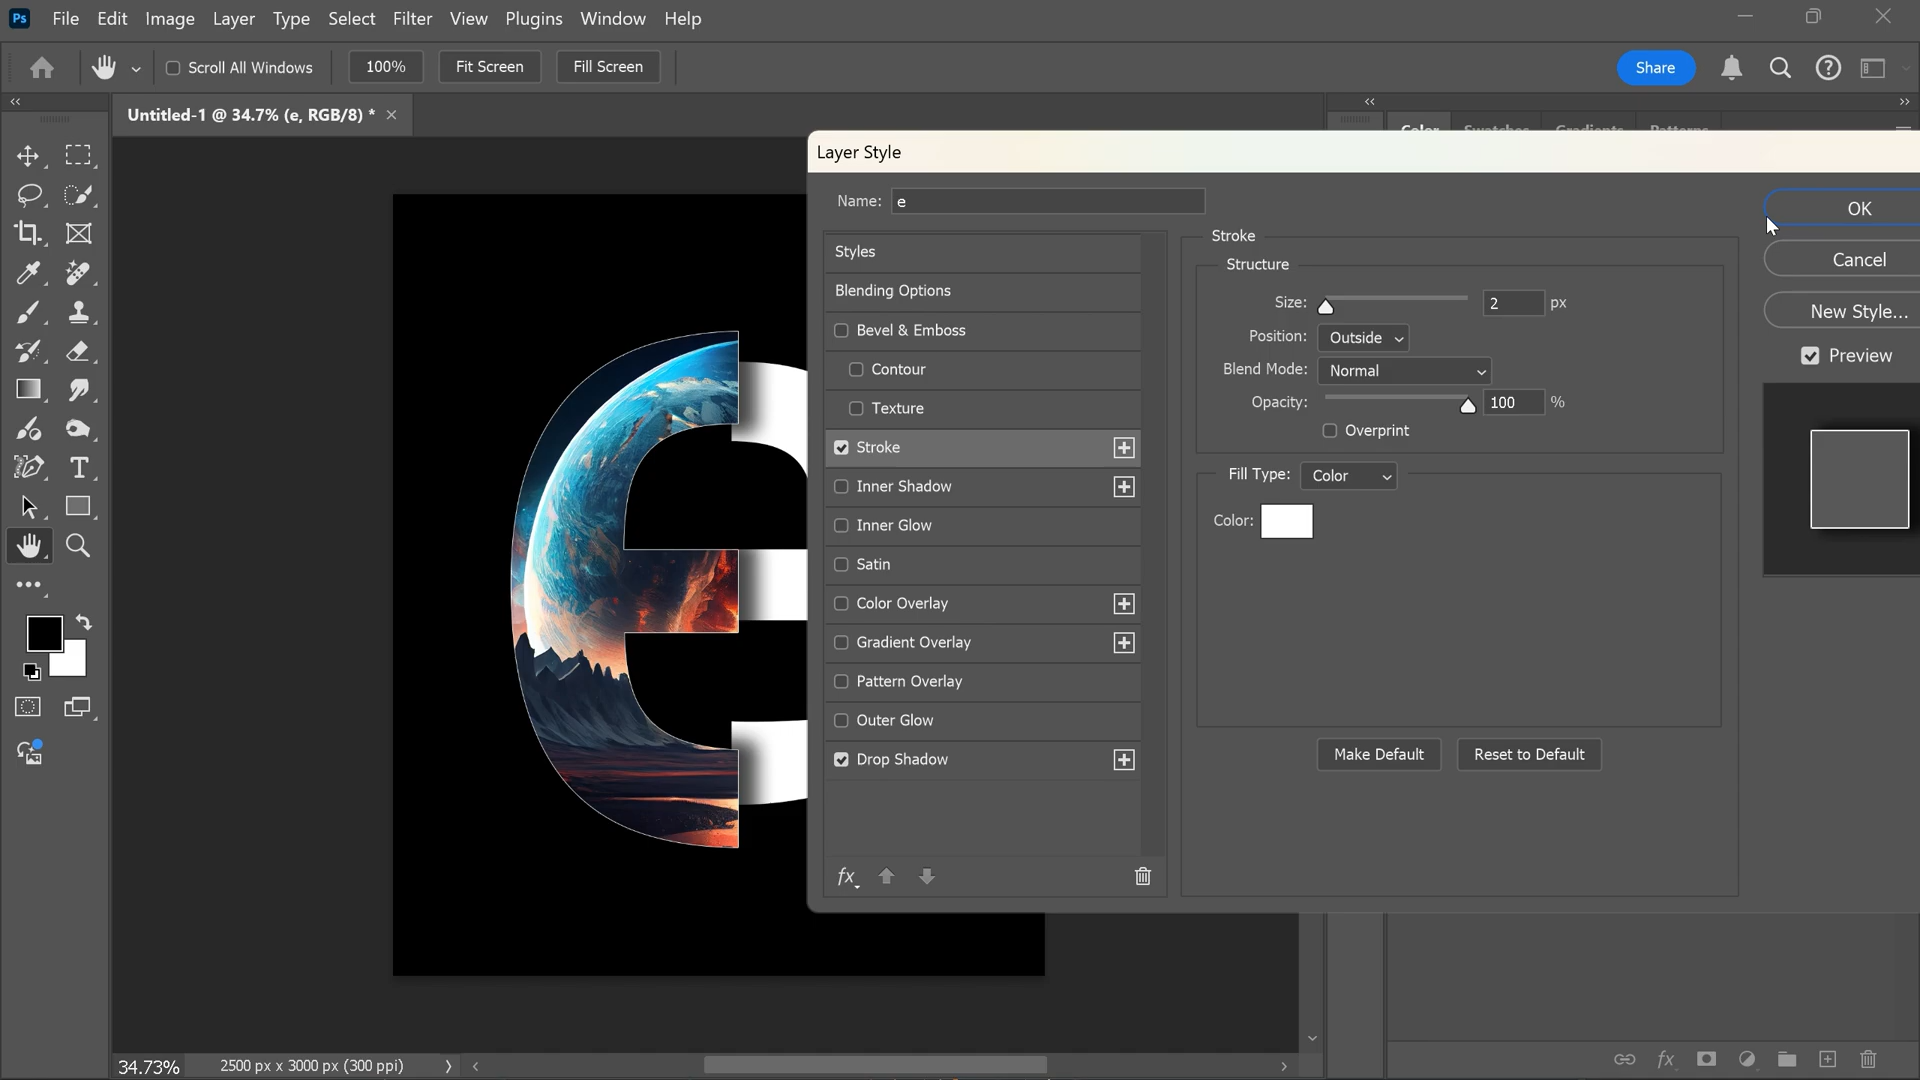 Ps File Edit Image Layer Type Select Filter View Plugins Window Help
Scroll All Windows 100% Fit Screen Fill Screen Share
Untitled-1 @ 34.7% (e, RGB/8) * ×
Color Swatches Gradients Patterns
Layer Style
Name: e
Styles
Blending Options
Bevel & Emboss
Contour
Texture
Stroke
Inner Shadow
Inner Glow
Satin
Color Overlay
Gradient Overlay
Pattern Overlay
Outer Glow
Drop Shadow
fx
Stroke
Structure
Size: 2 px
Position: Outside
Blend Mode: Normal
Opacity: 100 %
Overprint
Fill Type: Color
Color:
Make Default Reset to Default
OK
Cancel
New Style...
Preview
e
T
34.73% 2500 px x 3000 px (300 ppi)
fx